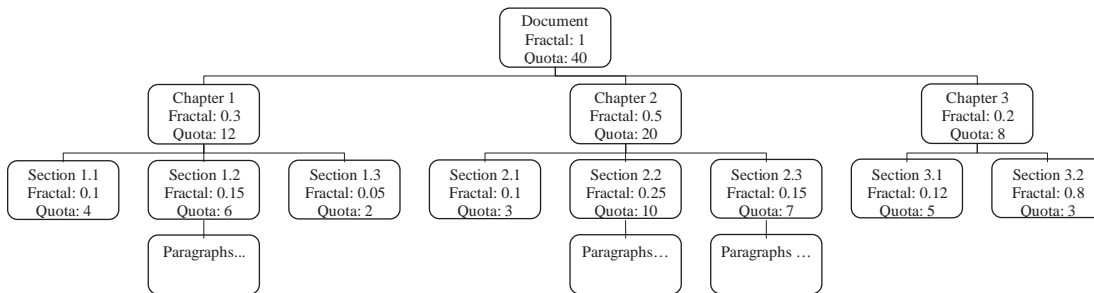 Document
Fractal: 1
Quota: 40
Chapter 1
Fractal: 0.3
Quota: 12
Chapter 2
Fractal: 0.5
Quota: 20
Chapter 3
Fractal: 0.2
Quota: 8
Section 1.1
Fractal: 0.1
Quota: 4
Section 1.2
Fractal: 0.15
Quota: 6
Section 1.3
Fractal: 0.05
Quota: 2
Section 2.1
Fractal: 0.1
Quota: 3
Section 2.2
Fractal: 0.25
Quota: 10
Section 2.3
Fractal: 0.15
Quota: 7
Section 3.1
Fractal: 0.12
Quota: 5
Section 3.2
Fractal: 0.8
Quota: 3
Paragraphs...
Paragraphs…
Paragraphs …